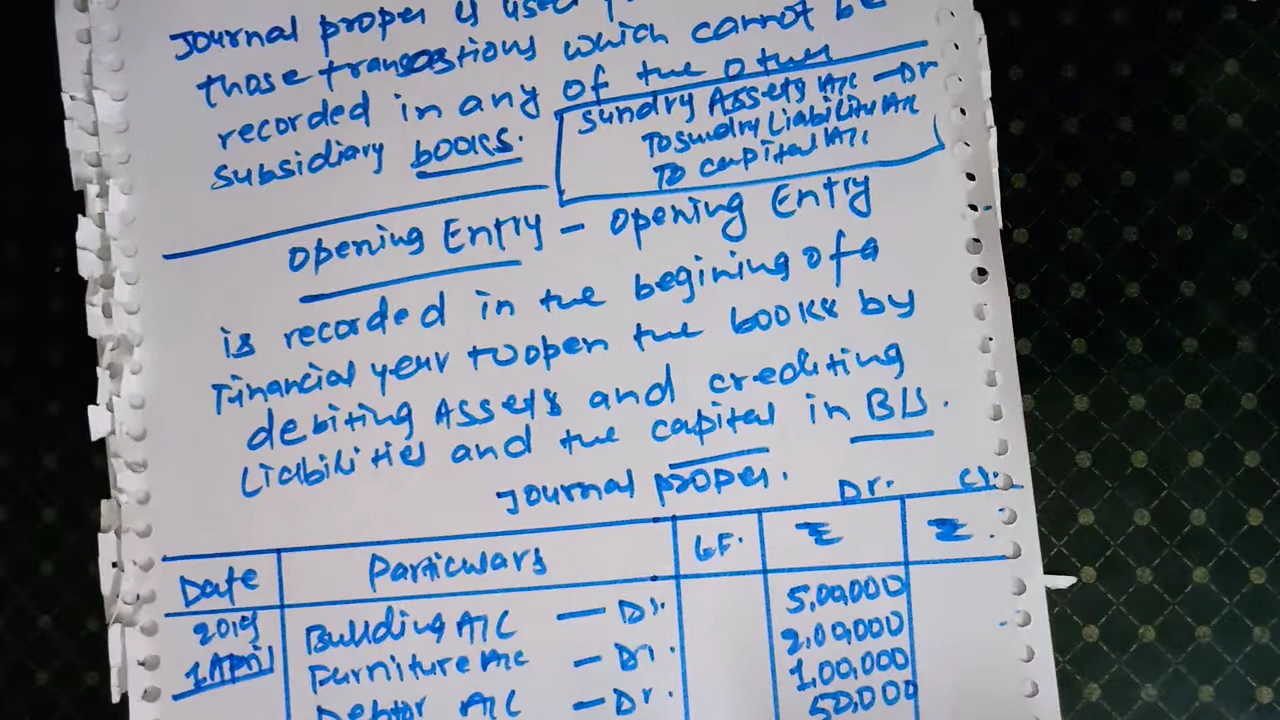 Journal proper is used
those transactions which cannot be
recorded in any of the other
subsidiary books.
Sundry Assets A/c — Dr
To sundry Liability A/c
To capital A/c
Opening Entry – Opening Entry
is recorded in the begining of a
Financial year to open the books by
debiting Assets and crediting
Liabilities and the capital in B/S.
Journal proper.
Dr. Cr.
Date Particulars LF. ₹ ₹.
2019 Building A/C — Dr. 5,00,000
1 April Furniture A/c — Dr. 2,00,000
Debtor A/C — Dr. 1,00,000
50,000